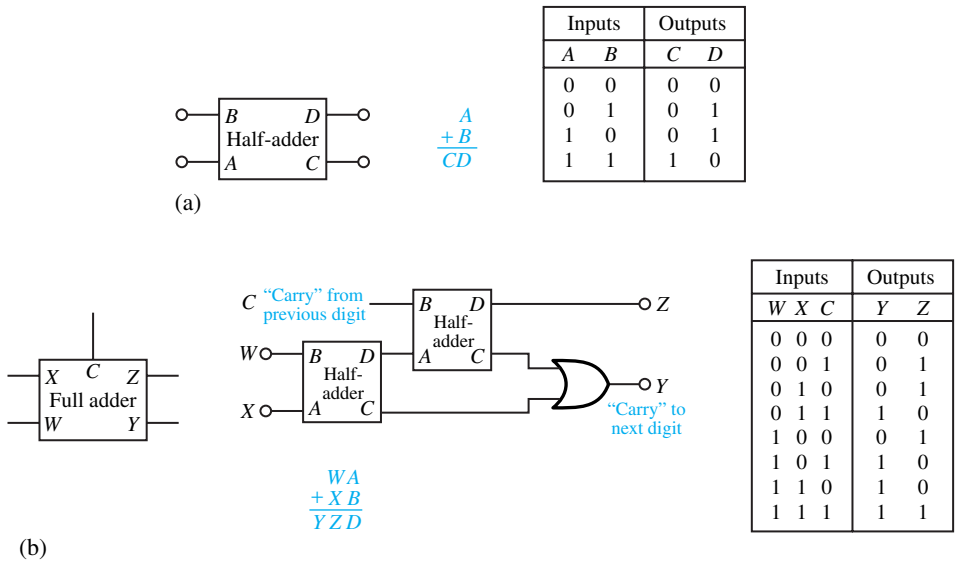 Inputs Outputs
A B C D
0 0 0 0
0 1 0 1
1 0 0 1
1 1 1 0
B D
Half-adder
A C
A
+ B
CD
(a)
Inputs Outputs
W X C Y Z
0 0 0 0 0
0 0 1 0 1
0 1 0 0 1
0 1 1 1 0
1 0 0 0 1
1 0 1 1 0
1 1 0 1 0
1 1 1 1 1
X C Z
Full adder
W Y
C “Carry” from
previous digit
B D
Half-
adder
A C
Z
W
X
B D
Half-
adder
A C
Y
“Carry” to
next digit
W A
+ X B
Y Z D
(b)